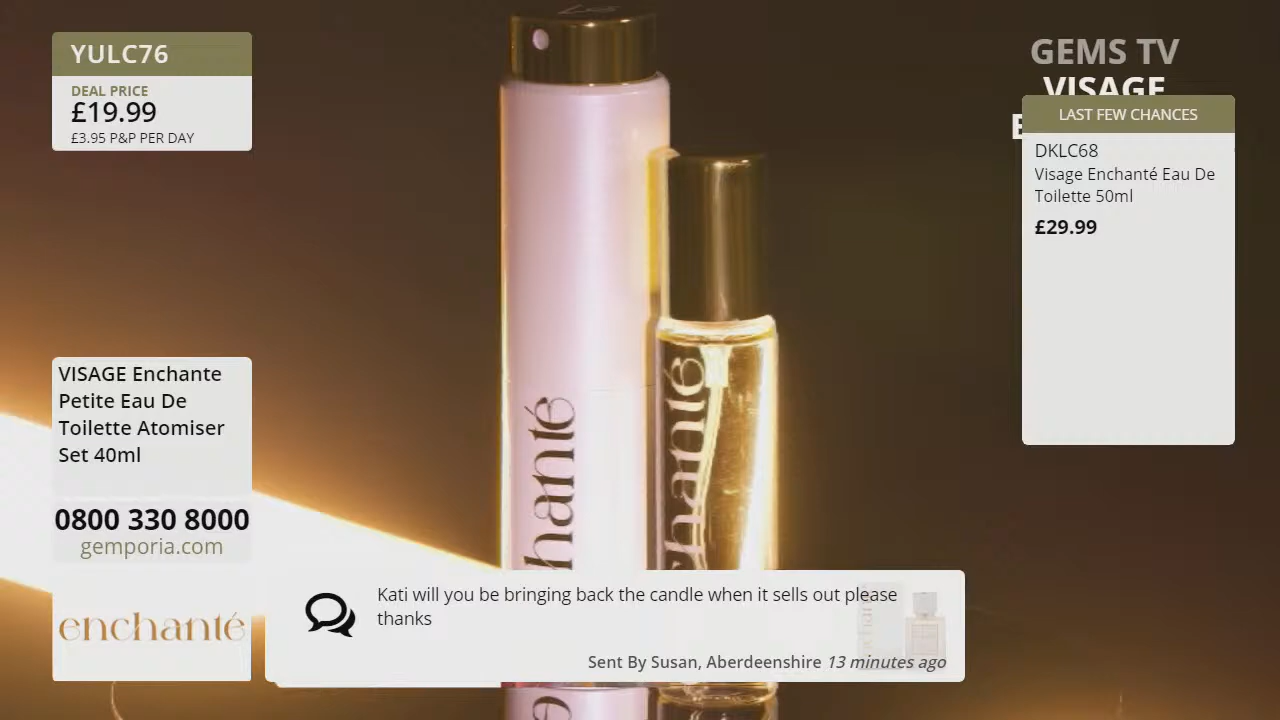 YULC76
DEAL PRICE
£19.99
£3.95 P&P PER DAY
GEMS TV
VISAGE
LAST FEW CHANCES
DKLC68
Visage Enchanté Eau De
Toilette 50ml
£29.99
VISAGE Enchante
Petite Eau De
Toilette Atomiser
Set 40ml
0800 330 8000
gemporia.com
enchanté
hanté
chanté
Kati will you be bringing back the candle when it sells out please
thanks
Sent By Susan, Aberdeenshire 13 minutes ago